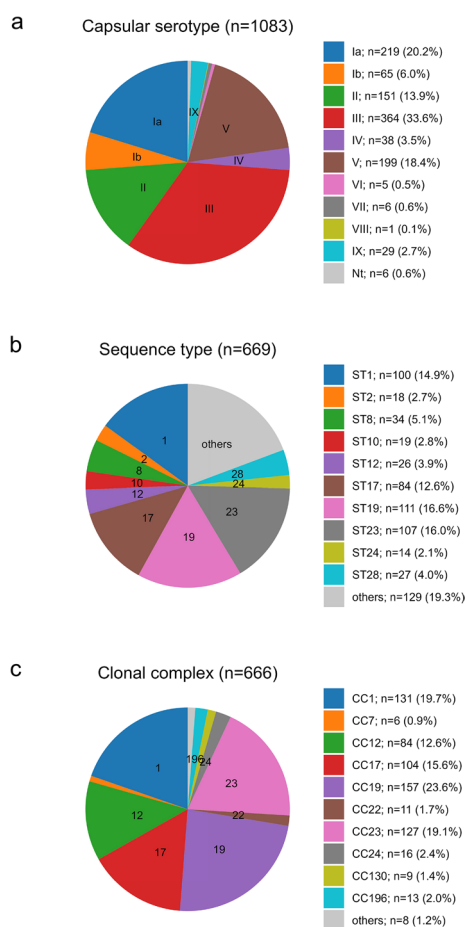 a
Capsular serotype (n=1083)
Ia
Ib
II
III
IV
V
IX
Ia; n=219 (20.2%)
Ib; n=65 (6.0%)
II; n=151 (13.9%)
III; n=364 (33.6%)
IV; n=38 (3.5%)
V; n=199 (18.4%)
VI; n=5 (0.5%)
VII; n=6 (0.6%)
VIII; n=1 (0.1%)
IX; n=29 (2.7%)
Nt; n=6 (0.6%)
b
Sequence type (n=669)
1
2
8
10
12
17
19
23
24
28
others
ST1; n=100 (14.9%)
ST2; n=18 (2.7%)
ST8; n=34 (5.1%)
ST10; n=19 (2.8%)
ST12; n=26 (3.9%)
ST17; n=84 (12.6%)
ST19; n=111 (16.6%)
ST23; n=107 (16.0%)
ST24; n=14 (2.1%)
ST28; n=27 (4.0%)
others; n=129 (19.3%)
c
Clonal complex (n=666)
1
12
17
19
22
23
24
196
CC1; n=131 (19.7%)
CC7; n=6 (0.9%)
CC12; n=84 (12.6%)
CC17; n=104 (15.6%)
CC19; n=157 (23.6%)
CC22; n=11 (1.7%)
CC23; n=127 (19.1%)
CC24; n=16 (2.4%)
CC130; n=9 (1.4%)
CC196; n=13 (2.0%)
others; n=8 (1.2%)